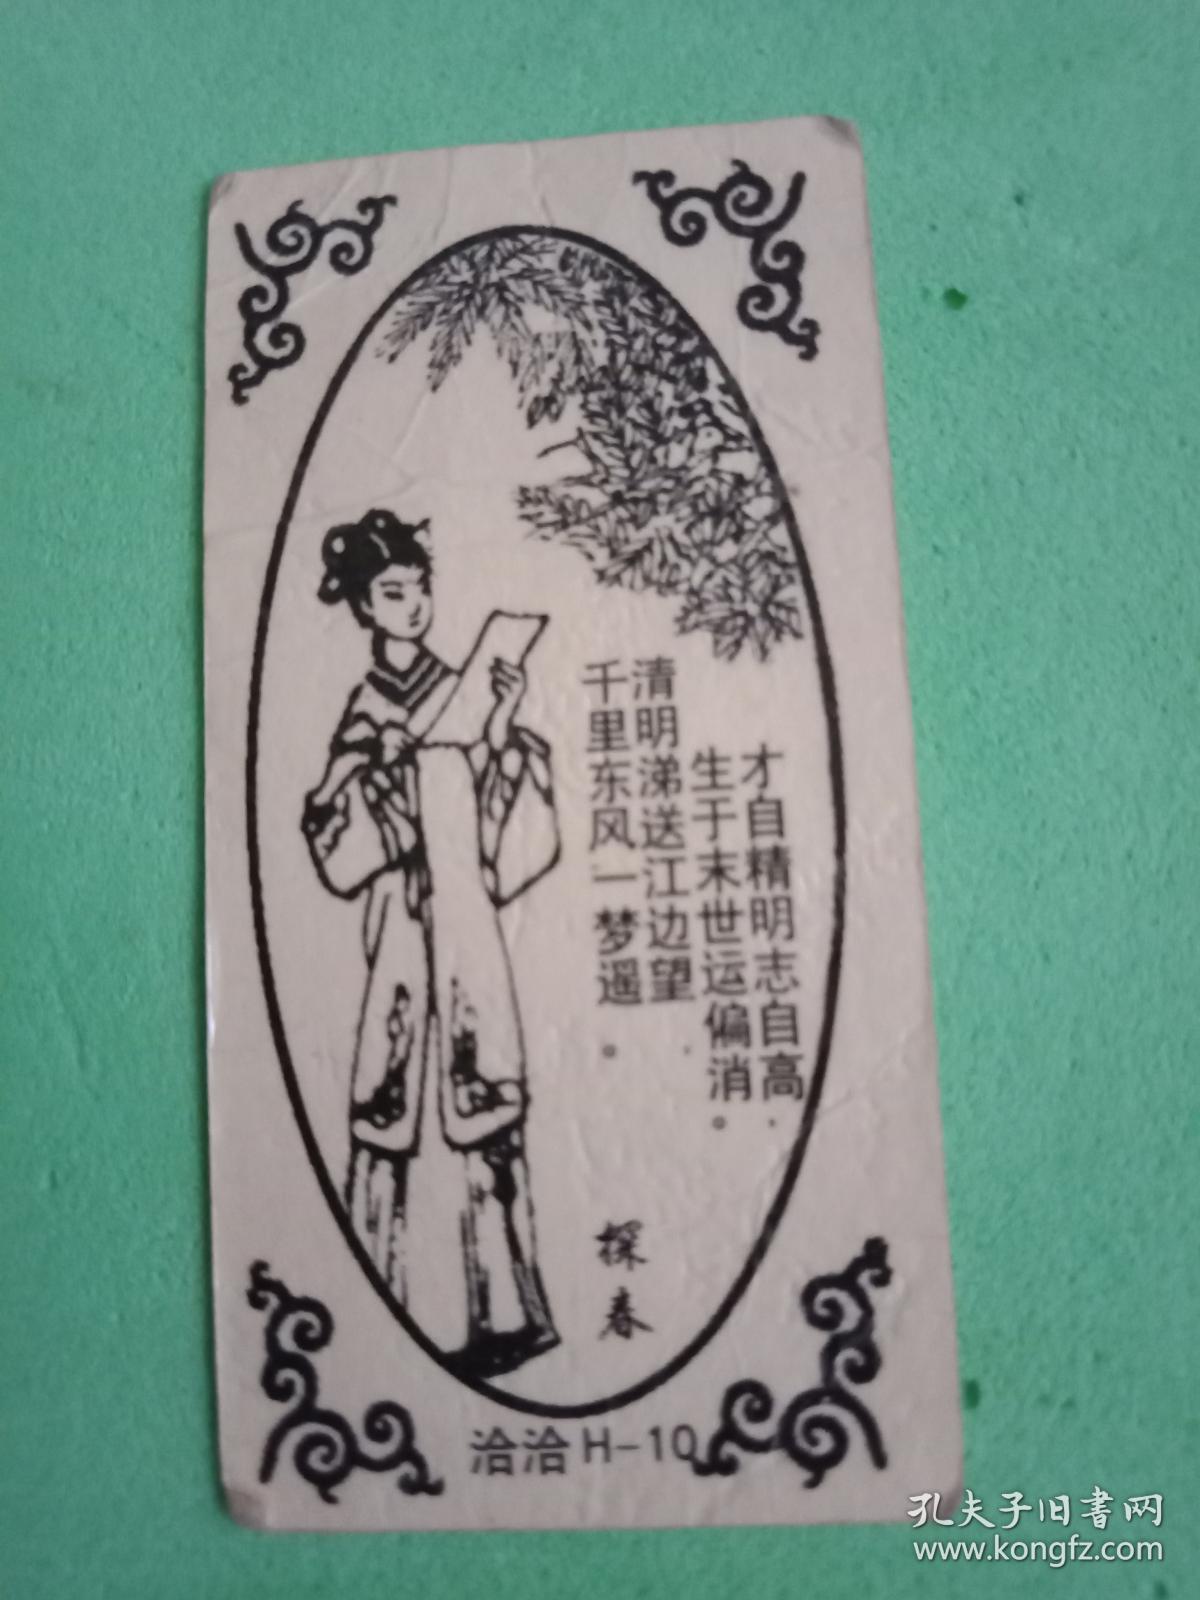 才自精明志自高.
生于末世运偏消。
清明涕送江边望.
千里东风一梦遥。
探春
洽洽H-10
孔夫子旧书网
www.kongfz.com